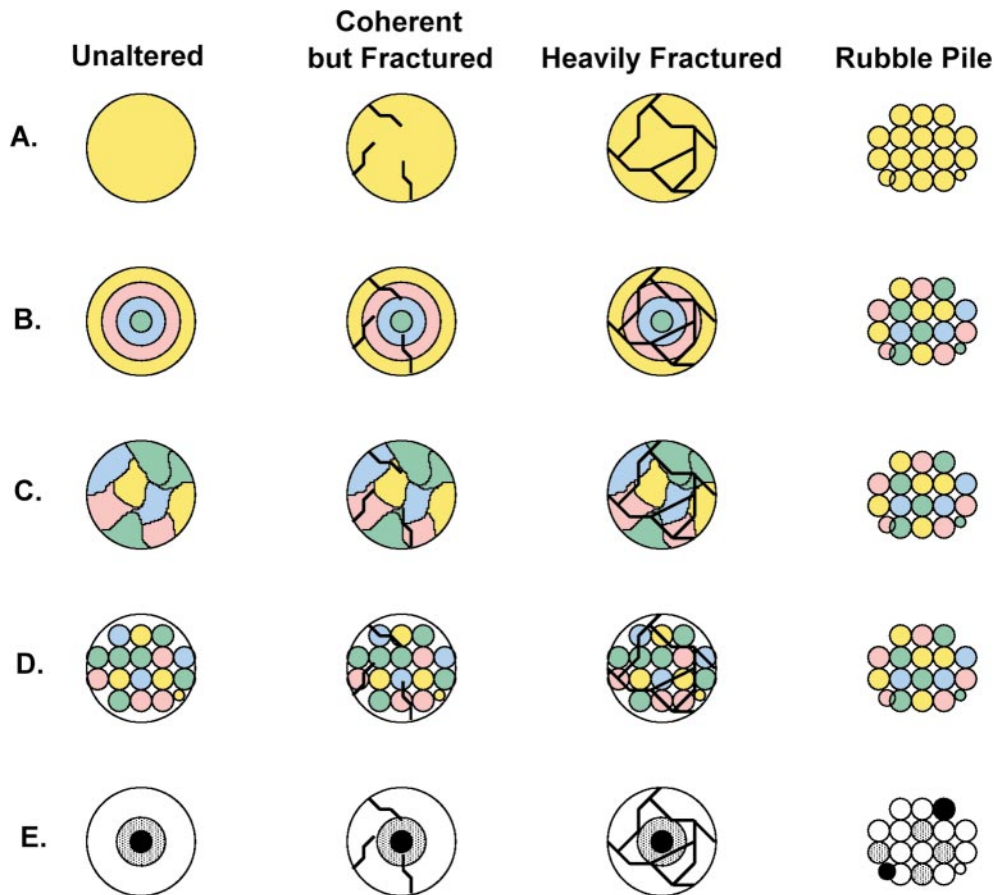 Unaltered
Coherent
but Fractured
Heavily Fractured
Rubble Pile
A.
B.
C.
D.
E.